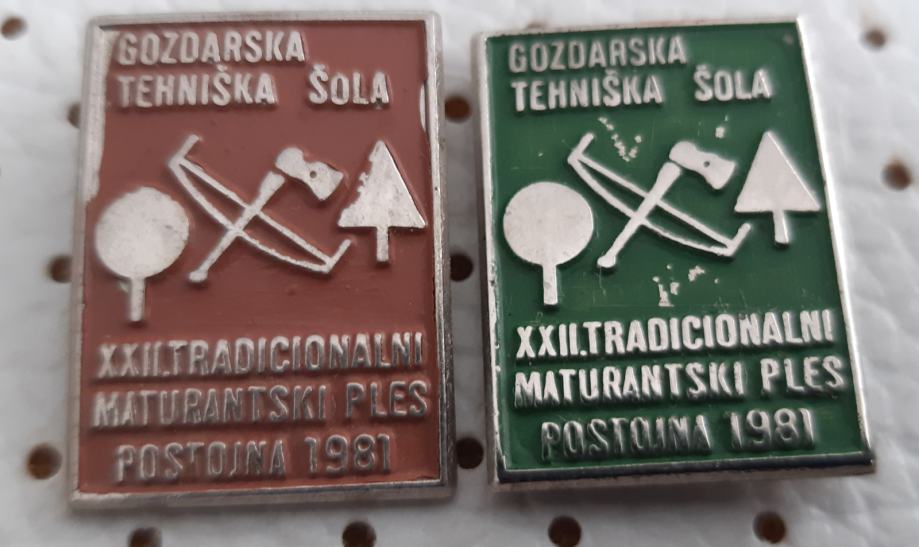 GOZDARSKA
TEHNIŠKA ŠOLA
XXII.TRADICIONALNI
MATURANTSKI PLES
POSTOJNA 1981
GOZDARSKA
TEHNIŠKA ŠOLA
XXII.TRADICIONALNI
MATURANTSKI PLES
POSTOJNA 1981